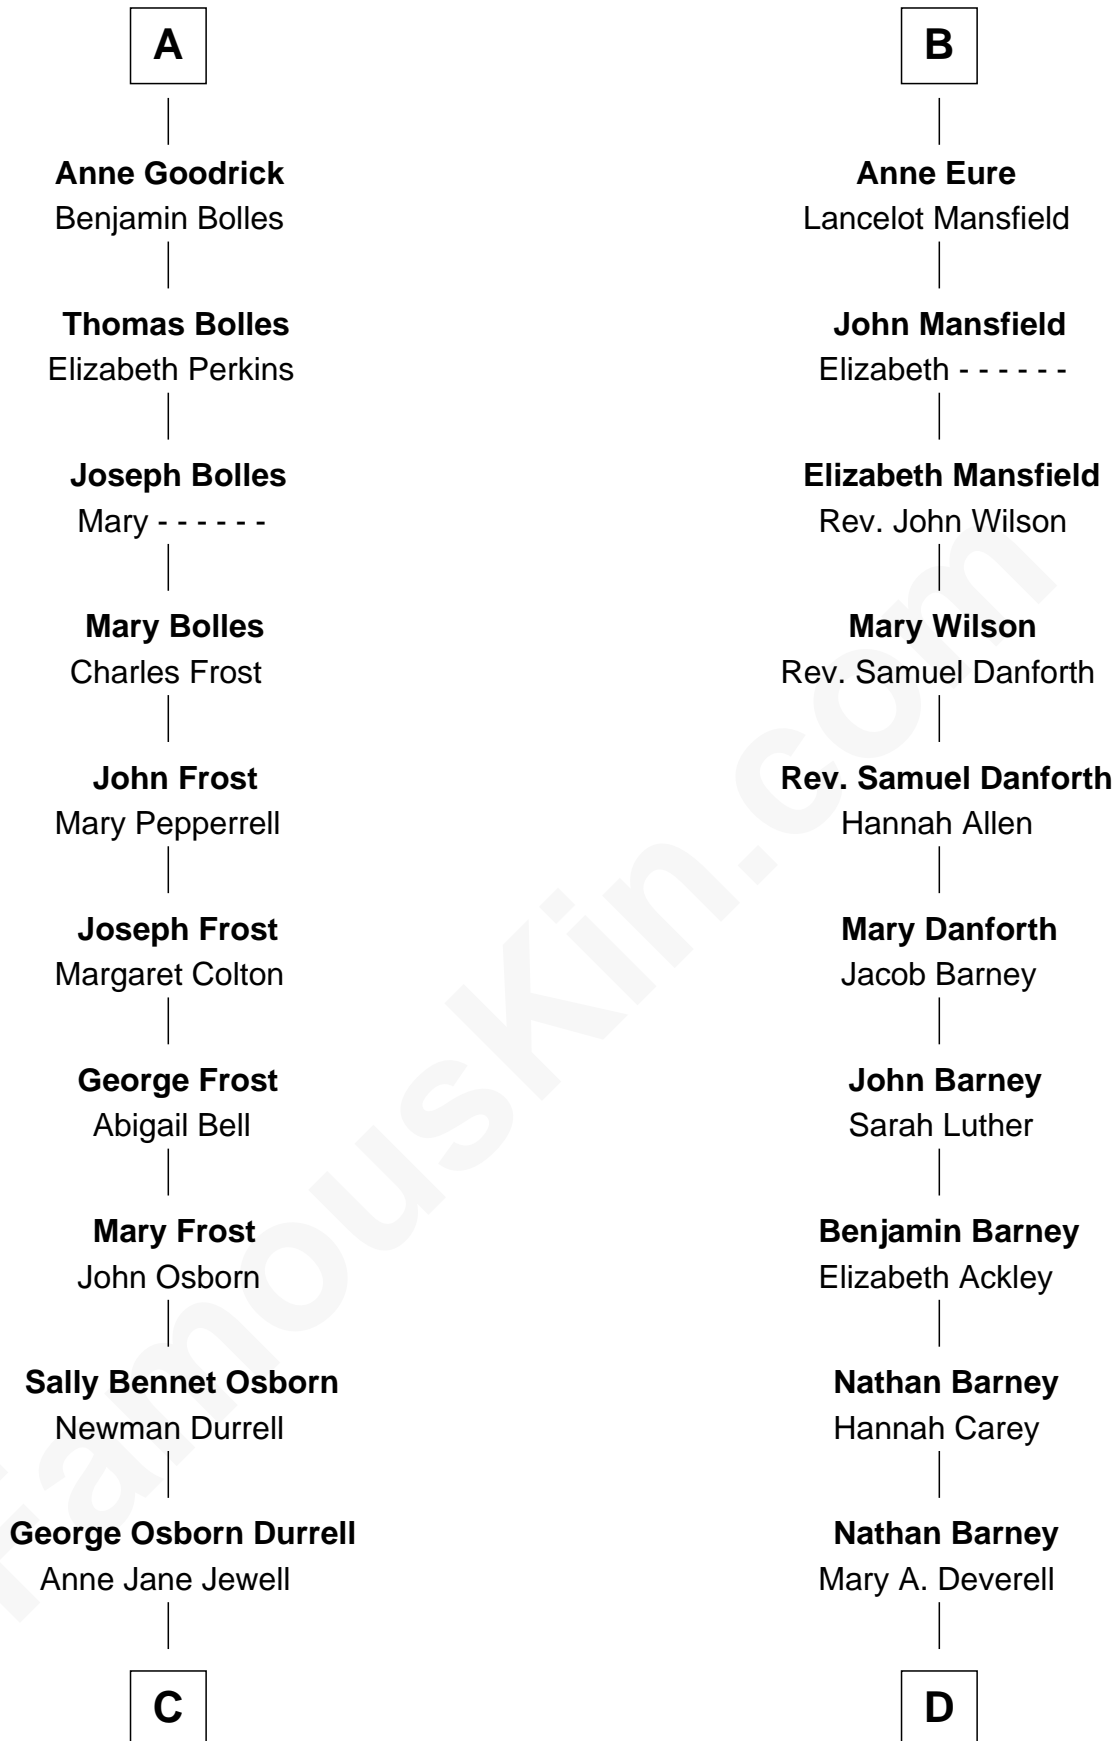 A
Anne Goodrick
Benjamin Bolles
Thomas Bolles
Elizabeth Perkins
Joseph Bolles
Mary - - - - - -
Mary Bolles
Charles Frost
John Frost
Mary Pepperrell
Joseph Frost
Margaret Colton
George Frost
Abigail Bell
Mary Frost
John Osborn
Sally Bennet Osborn
Newman Durrell
George Osborn Durrell
Anne Jane Jewell
C
B
Anne Eure
Lancelot Mansfield
John Mansfield
Elizabeth - - - - - -
Elizabeth Mansfield
Rev. John Wilson
Mary Wilson
Rev. Samuel Danforth
Rev. Samuel Danforth
Hannah Allen
Mary Danforth
Jacob Barney
John Barney
Sarah Luther
Benjamin Barney
Elizabeth Ackley
Nathan Barney
Hannah Carey
Nathan Barney
Mary A. Deverell
D
FamousKin.com